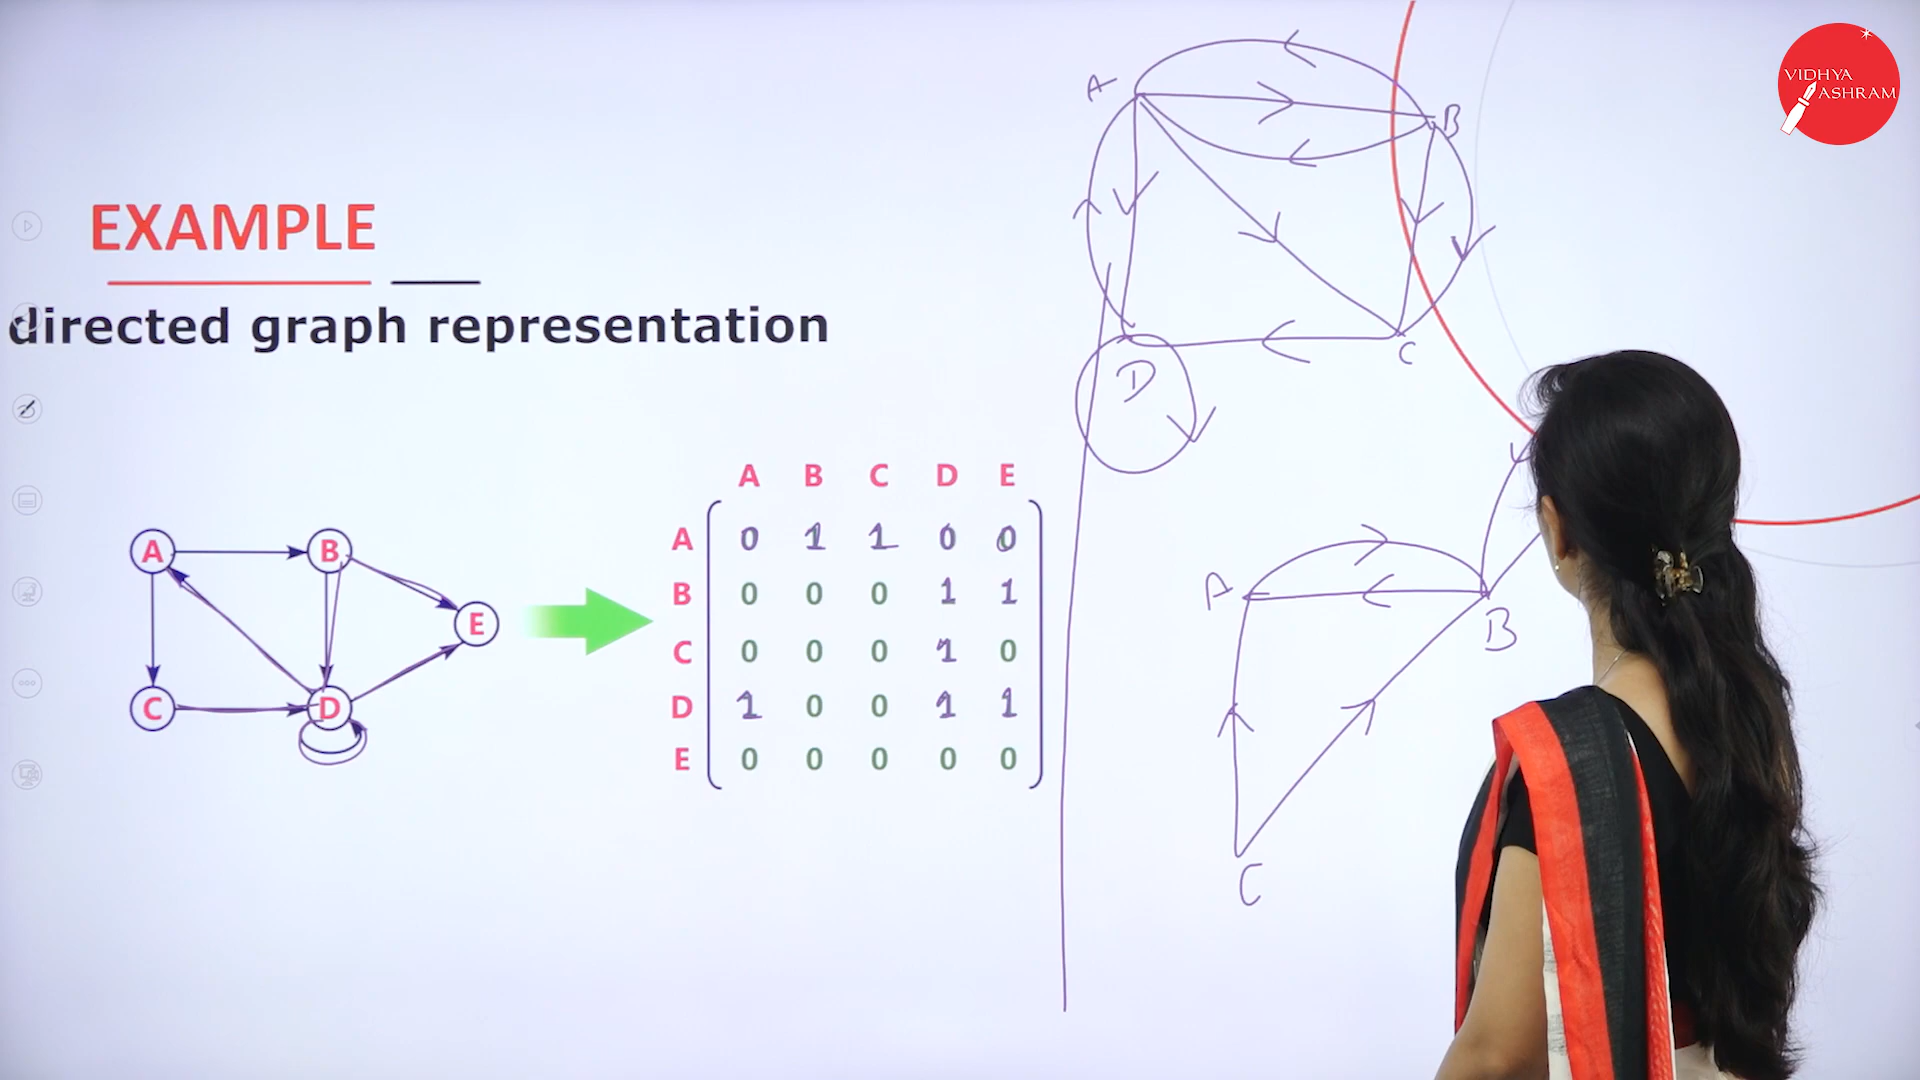 VIDHYA
ASHRAM
EXAMPLE
directed graph representation
A B C D E
A 0 1 1 0 0
B 0 0 0 1 1
C 0 0 0 1 0
D 1 0 0 1 1
E 0 0 0 0 0
A B
E
C D
A B
D C
A B
C